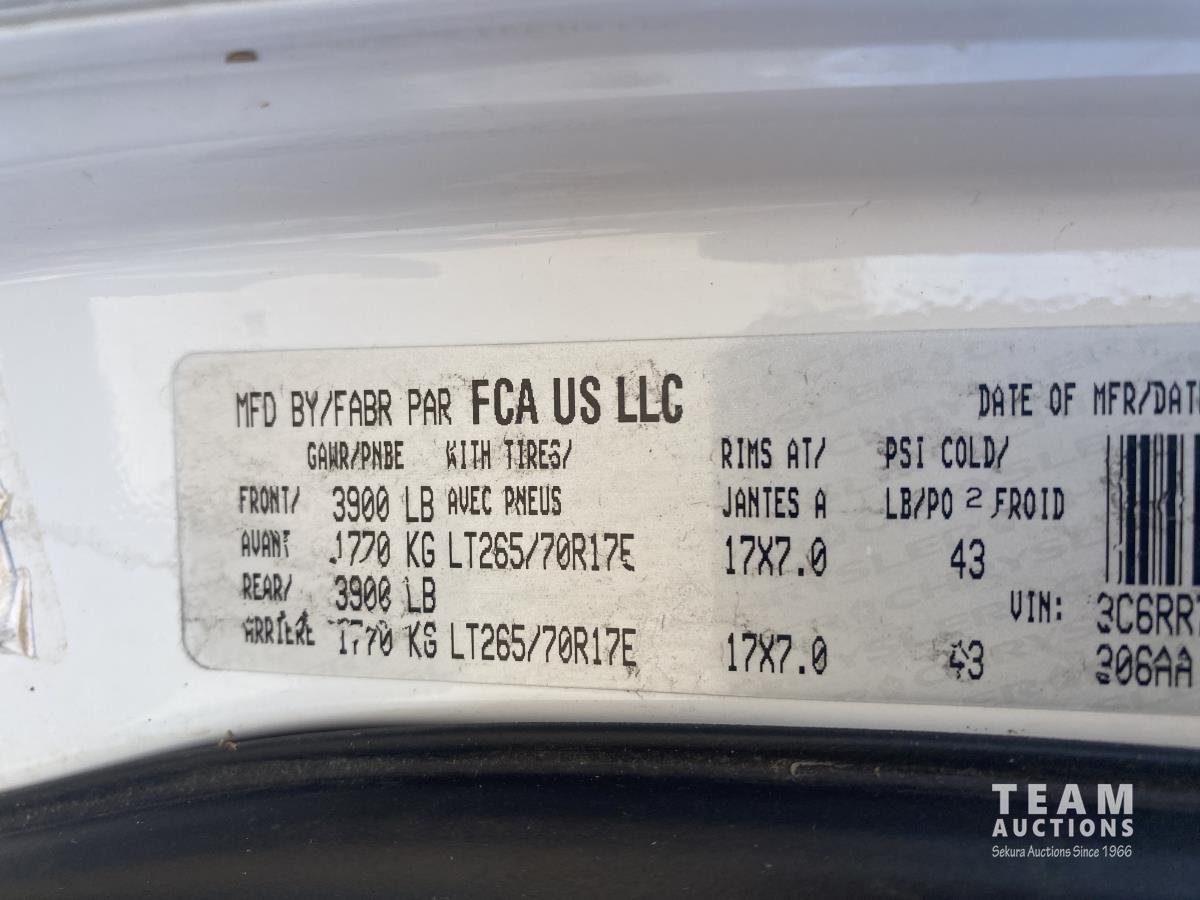 MFD BY/FABR PAR FCA US LLC DATE OF MFR/DAT
GAWR/PNBE WITH TIRES/ RIMS AT/ PSI COLD/
FRONT/ 3900 LB AVEC PNEUS JANTES A LB/PO 2 FROID
AVANT 1770 KG LT265/70R17E 17X7.0 43
REAR/ 3900 LB
VIN: 3C6RR7
ARRIERE 1770 KG LT265/70R17E 17X7.0 43 306AA
TEAM
AUCTIONS
Sekura Auctions Since 1966